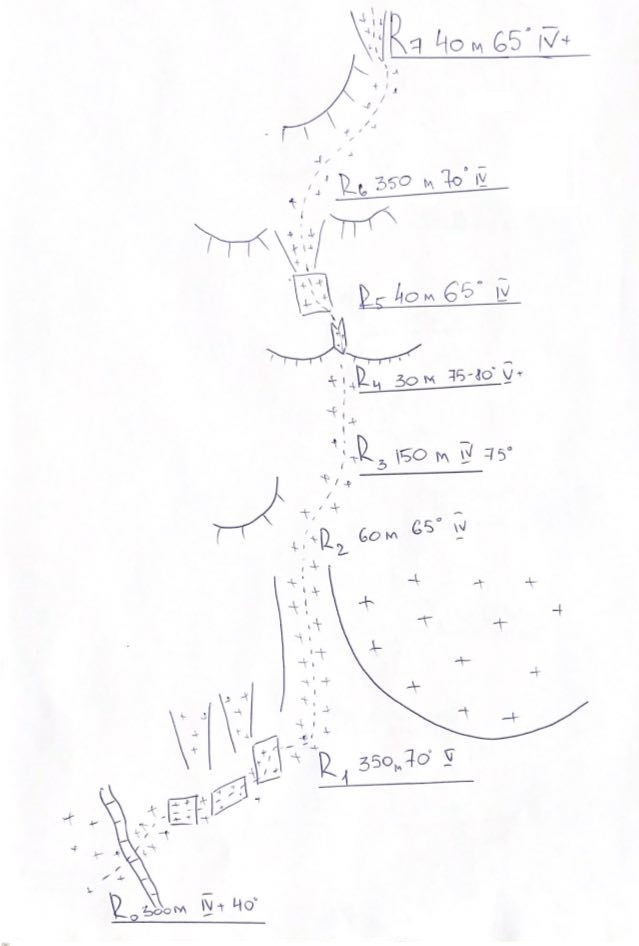 R7 40 м 65° IV+
R6 350 м 70° IV
R5 40 м 65° IV
R4 30 м 75-80° V+
R3 150 м IV 75°
R2 60 м 65° IV
R1 350 м 70° V
R0 300 м IV+ 40°